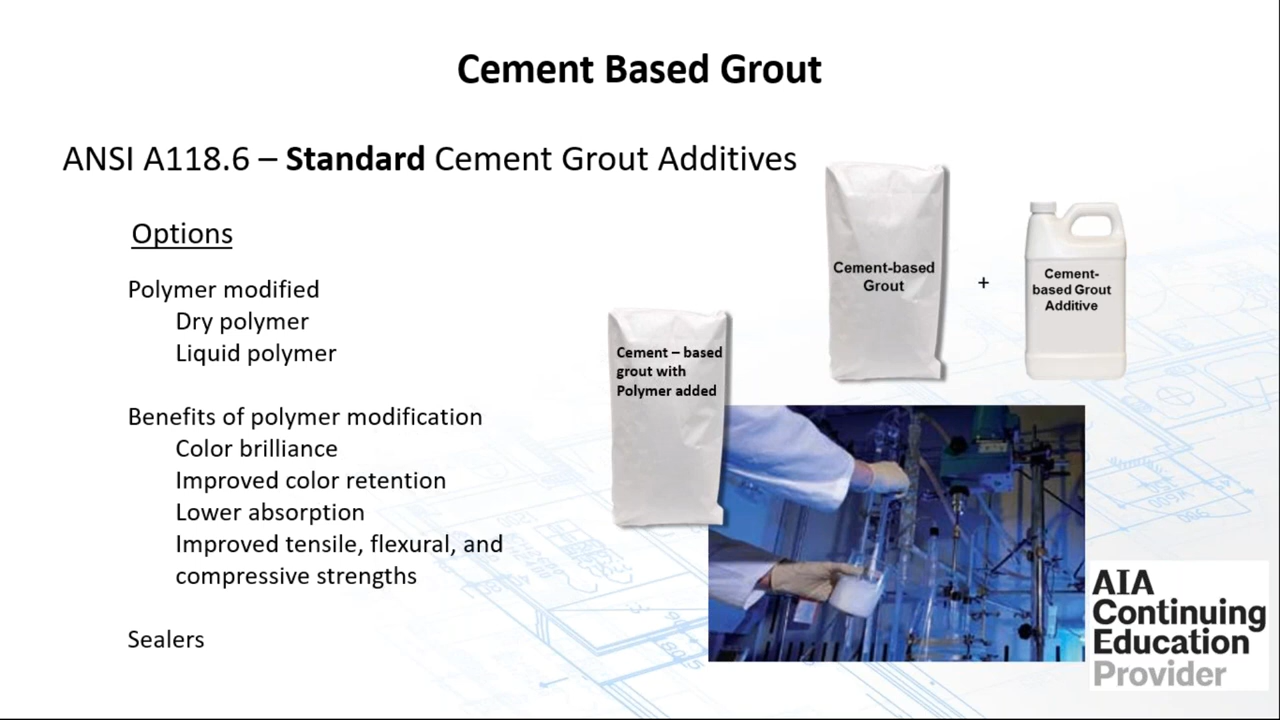 Cement Based Grout
ANSI A118.6 – Standard Cement Grout Additives
Options
Polymer modified
Dry polymer
Liquid polymer
Benefits of polymer modification
Color brilliance
Improved color retention
Lower absorption
Improved tensile, flexural, and
compressive strengths
Sealers
Cement – based
grout with
Polymer added
Cement-based
Grout
+
Cement-
based Grout
Additive
AIA
Continuing
Education
Provider